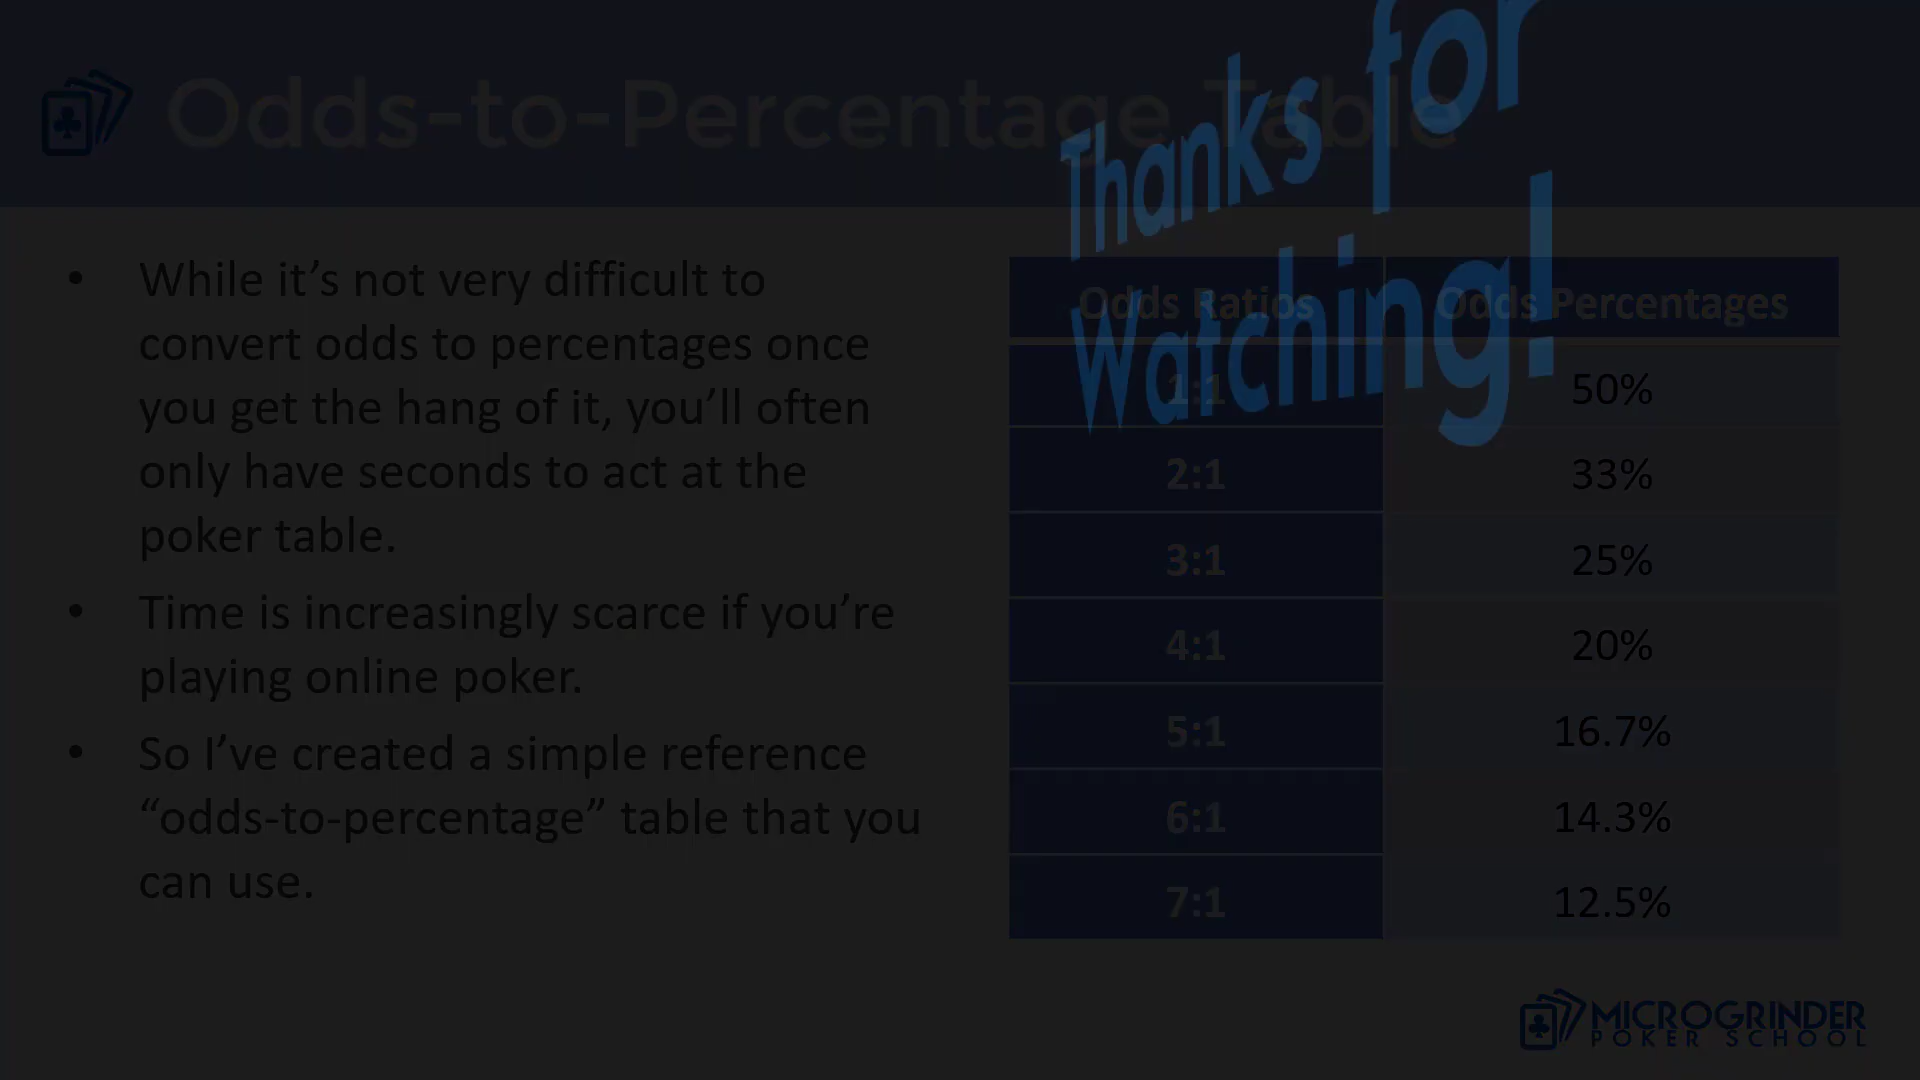 Odds-to-Percentage Table
Thanks for
Watching!
• While it’s not very difficult to
convert odds to percentages once
you get the hang of it, you’ll often
only have seconds to act at the
poker table.
• Time is increasingly scarce if you’re
playing online poker.
• So I’ve created a simple reference
“odds-to-percentage” table that you
can use.
Odds Ratios Odds Percentages
1:1 50%
2:1 33%
3:1 25%
4:1 20%
5:1 16.7%
6:1 14.3%
7:1 12.5%
MICROGRINDER
POKER SCHOOL